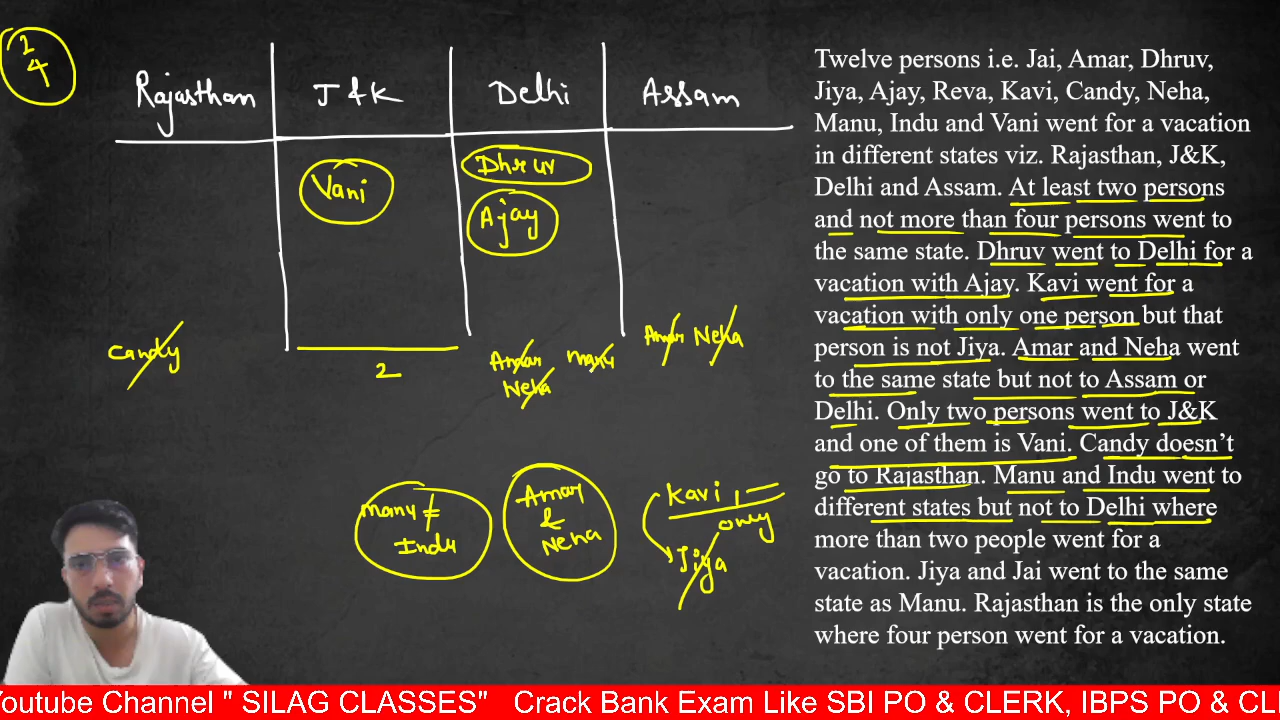 2
4
Rajasthan J&K Delhi Assam
Vani Dhruv
Ajay
Candy
2
Amar Manu
Neha
Amar Neha
Manu ≠
Indu
Amar
&
Neha
Kavi, =
only
Jiya
Twelve persons i.e. Jai, Amar, Dhruv,
Jiya, Ajay, Reva, Kavi, Candy, Neha,
Manu, Indu and Vani went for a vacation
in different states viz. Rajasthan, J&K,
Delhi and Assam. At least two persons
and not more than four persons went to
the same state. Dhruv went to Delhi for a
vacation with Ajay. Kavi went for a
vacation with only one person but that
person is not Jiya. Amar and Neha went
to the same state but not to Assam or
Delhi. Only two persons went to J&K
and one of them is Vani. Candy doesn’t
go to Rajasthan. Manu and Indu went to
different states but not to Delhi where
more than two people went for a
vacation. Jiya and Jai went to the same
state as Manu. Rajasthan is the only state
where four person went for a vacation.
Youtube Channel " SILAG CLASSES" Crack Bank Exam Like SBI PO & CLERK, IBPS PO & CL